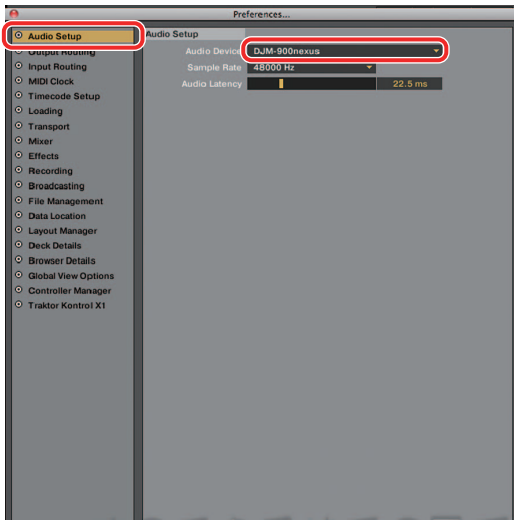 Preferences...
Audio Setup
Output Routing
Input Routing
MIDI Clock
Timecode Setup
Loading
Transport
Mixer
Effects
Recording
Broadcasting
File Management
Data Location
Layout Manager
Deck Details
Browser Details
Global View Options
Controller Manager
Traktor Kontrol X1
Audio Setup
Audio Device DJM-900nexus
Sample Rate 48000 Hz
Audio Latency 22.5 ms